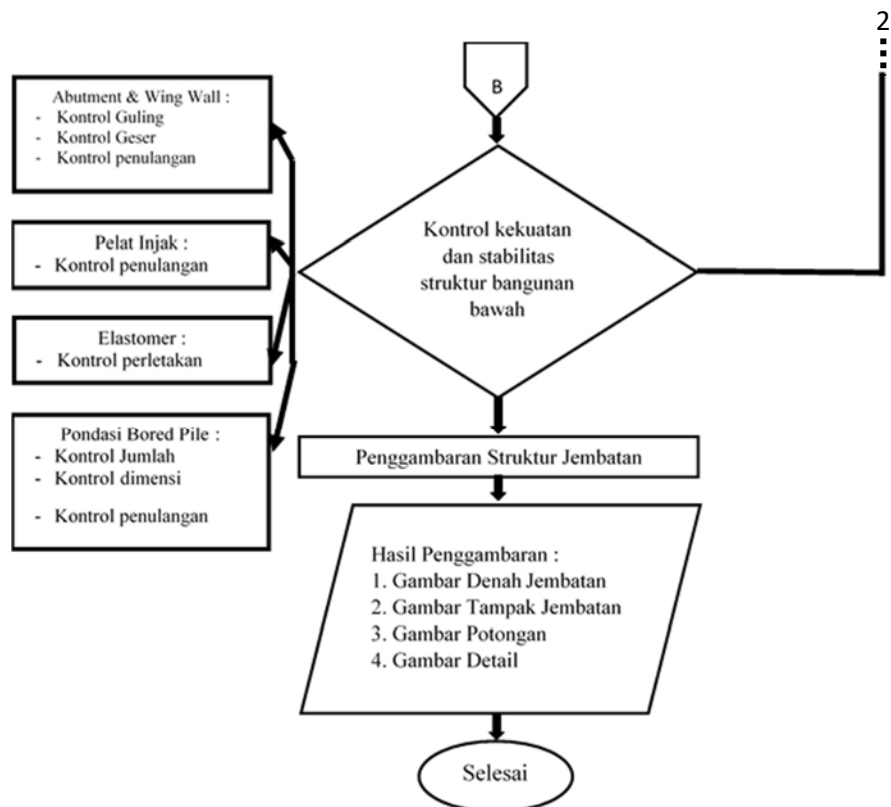 2
B
Abutment & Wing Wall :
- Kontrol Guling
- Kontrol Geser
- Kontrol penulangan
Pelat Injak :
- Kontrol penulangan
Elastomer :
- Kontrol perletakan
Pondasi Bored Pile :
- Kontrol Jumlah
- Kontrol dimensi
- Kontrol penulangan
Kontrol kekuatan
dan stabilitas
struktur bangunan
bawah
Penggambaran Struktur Jembatan
Hasil Penggambaran :
1. Gambar Denah Jembatan
2. Gambar Tampak Jembatan
3. Gambar Potongan
4. Gambar Detail
Selesai